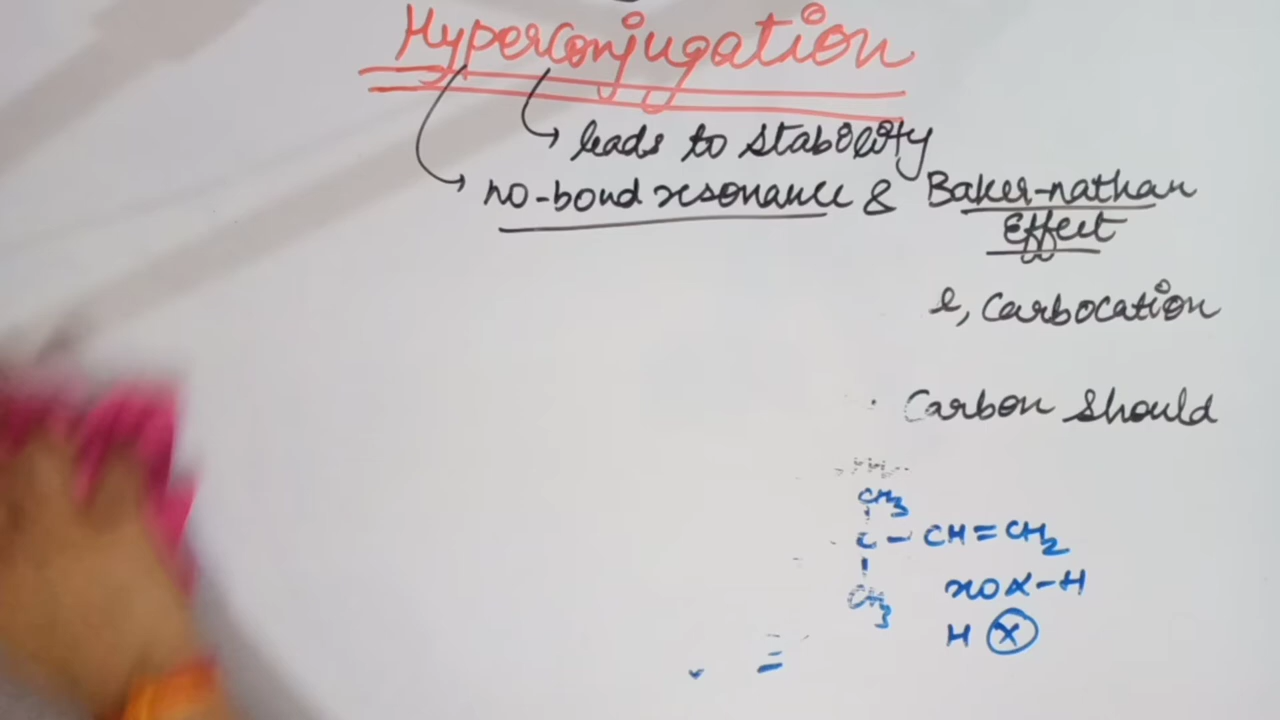 Hyperconjugation
leads to stability
no-bond resonance & Baker-nathan
Effect
e, Carbocation
Carbon should
CH3
C - CH=CH2
CH3
no α-H
H X
=